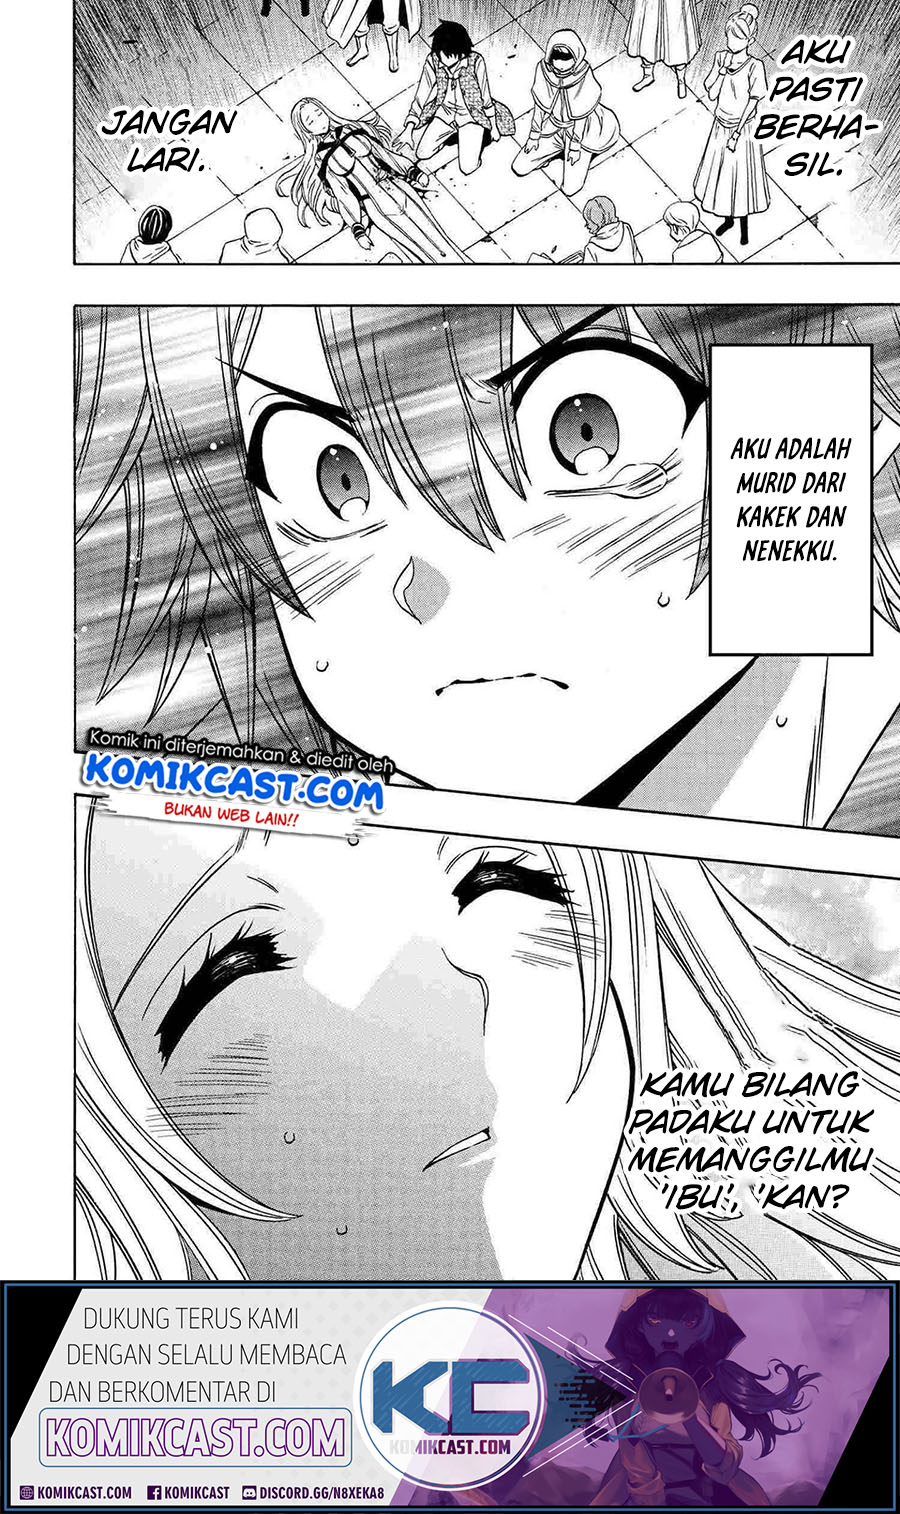 AKU
PASTI
BERHA-
SIL.
JANGAN
LARI.
AKU ADALAH
MURID DARI
KAKEK DAN
NENEKKU.
Komik ini diterjemahkan & diedit oleh
KOMIKCAST.COM
BUKAN WEB LAIN!!
KAMU BILANG
PADAKU UNTUK
MEMANGGILMU
'IBU', 'KAN?
DUKUNG TERUS KAMI
DENGAN SELALU MEMBACA
DAN BERKOMENTAR DI
KOMIKCAST.COM
KC
KOMIKCAST.COM
KOMIKCAST.COM KOMIKCAST DISCORD.GG/N8XEKA8